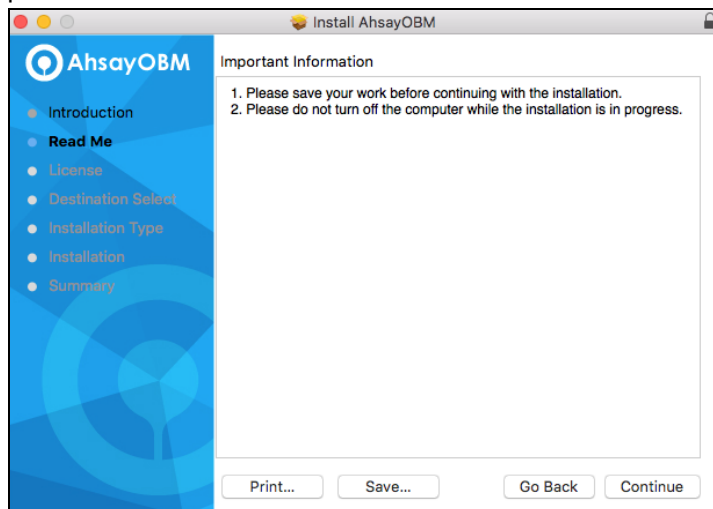 Install AhsayOBM
AhsayOBM
Introduction
Read Me
License
Destination Select
Installation Type
Installation
Summary
Important Information
1. Please save your work before continuing with the installation.
2. Please do not turn off the computer while the installation is in progress.
Print...
Save...
Go Back
Continue